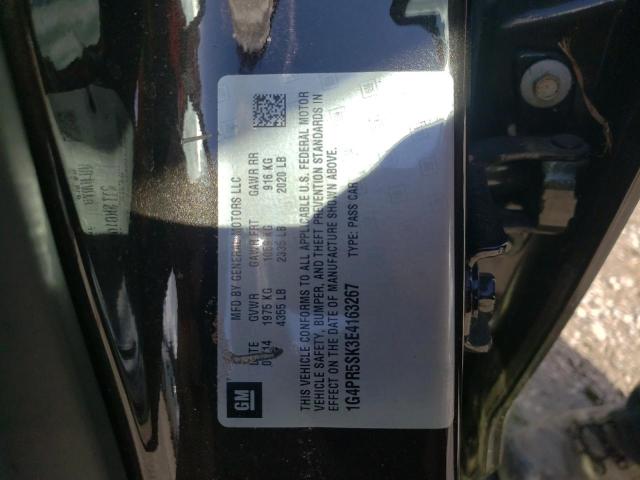 GM
MFD BY GENERAL MOTORS LLC
DATE GVWR GAWR FRT GAWR RR
14 1975 KG KG 916 KG
4355 LB 2335 LB 2020 LB
THIS VEHICLE CONFORMS TO ALL APPLICABLE U.S. FEDERAL MOTOR
VEHICLE SAFETY, BUMPER, AND THEFT PREVENTION STANDARDS IN
EFFECT ON THE DATE OF MANUFACTURE SHOWN ABOVE.
1G4PR5SK3E4163267 TYPE: PASS CAR